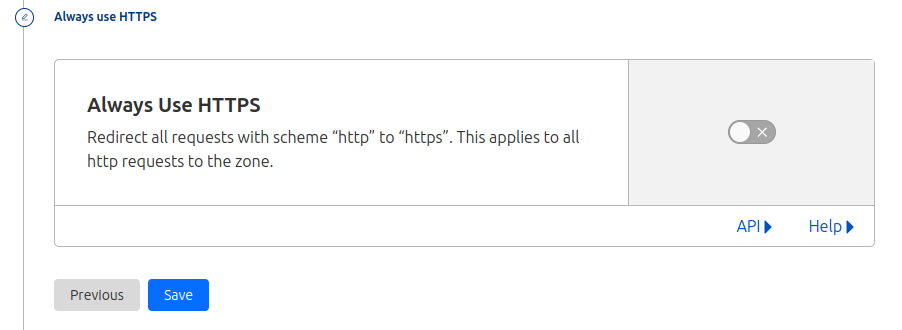 Always use HTTPS
Always Use HTTPS
Redirect all requests with scheme “http” to “https”. This applies to all
http requests to the zone.
API
Help
Previous
Save